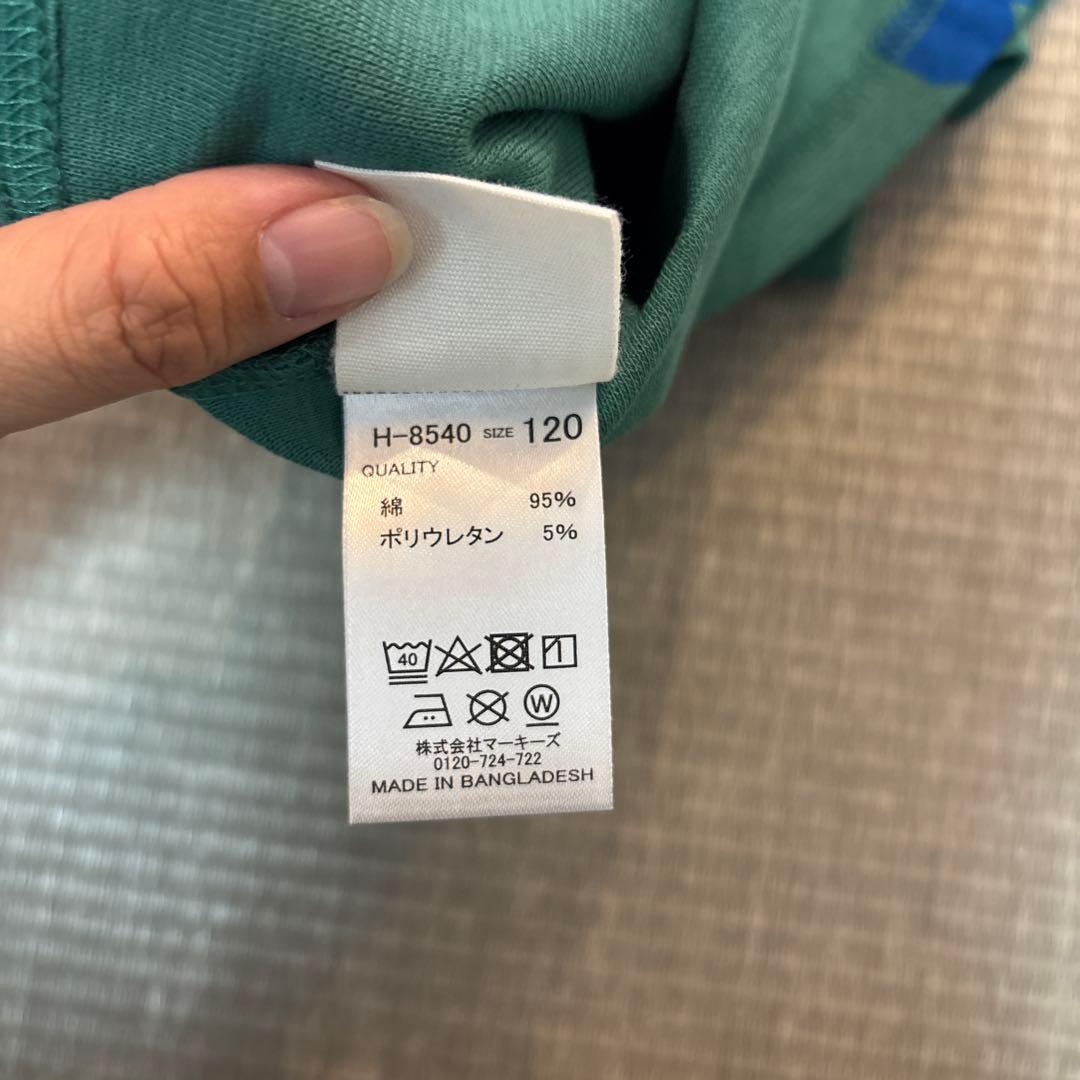 H-8540 SIZE 120
QUALITY
綿 95%
ポリウレタン 5%
40
W
株式会社マーキーズ
0120-724-722
MADE IN BANGLADESH